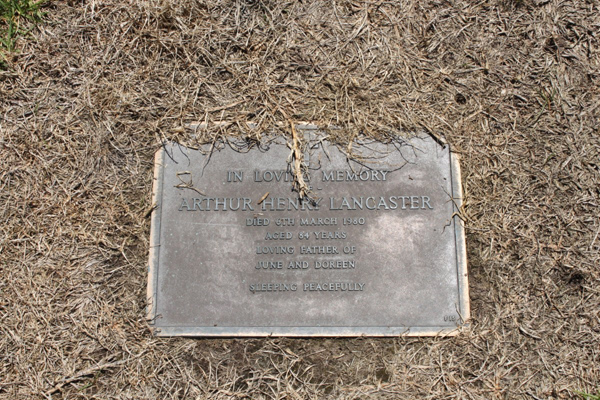 IN LOVING MEMORY
ARTHUR HENRY LANCASTER
DIED 6TH MARCH 1980
AGED 64 YEARS
LOVING FATHER OF
JUNE AND DOREEN
SLEEPING PEACEFULLY